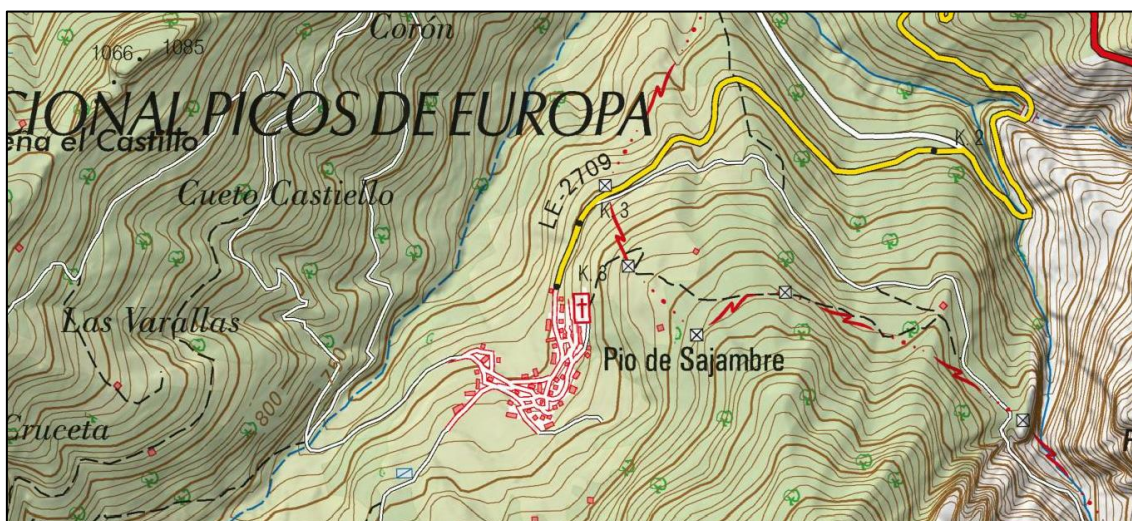 Corón
1066
1085
CIONAL PICOS DE EUROPA
eña el Castillo
K. 2
Cueto Castiello
LE-2709
K. 3
K. 3
Las Varallas
Pio de Sajambre
800
Cruceta